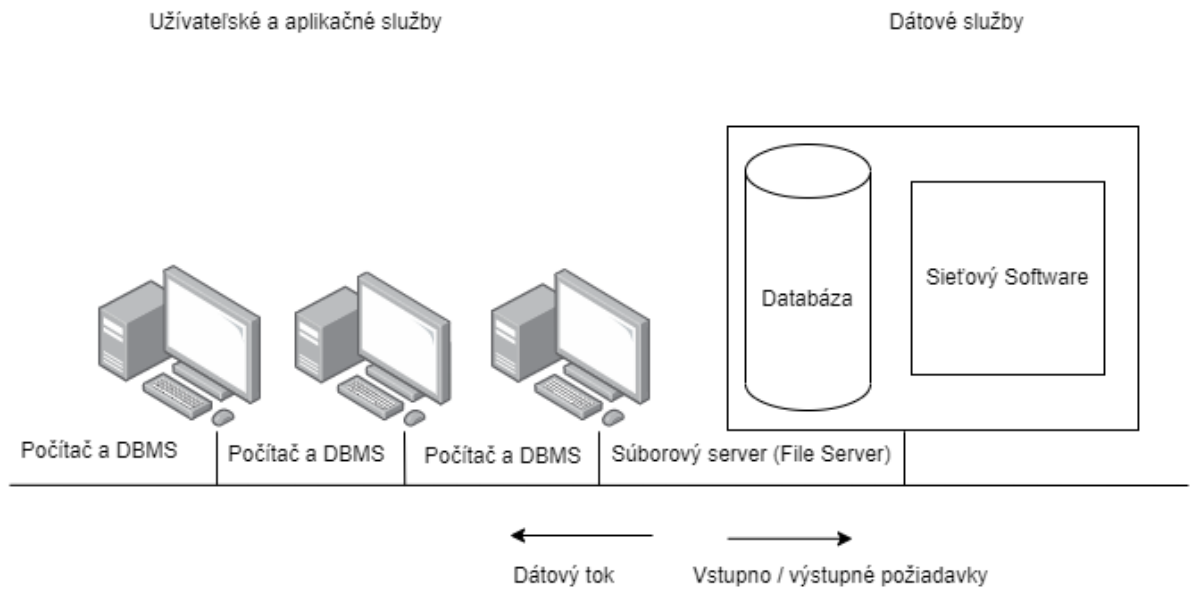 Užívateľské a aplikačné služby
Dátové služby
Databáza
Sieťový Software
Počítač a DBMS
Počítač a DBMS
Počítač a DBMS
Súborový server (File Server)
Dátový tok
Vstupno / výstupné požiadavky